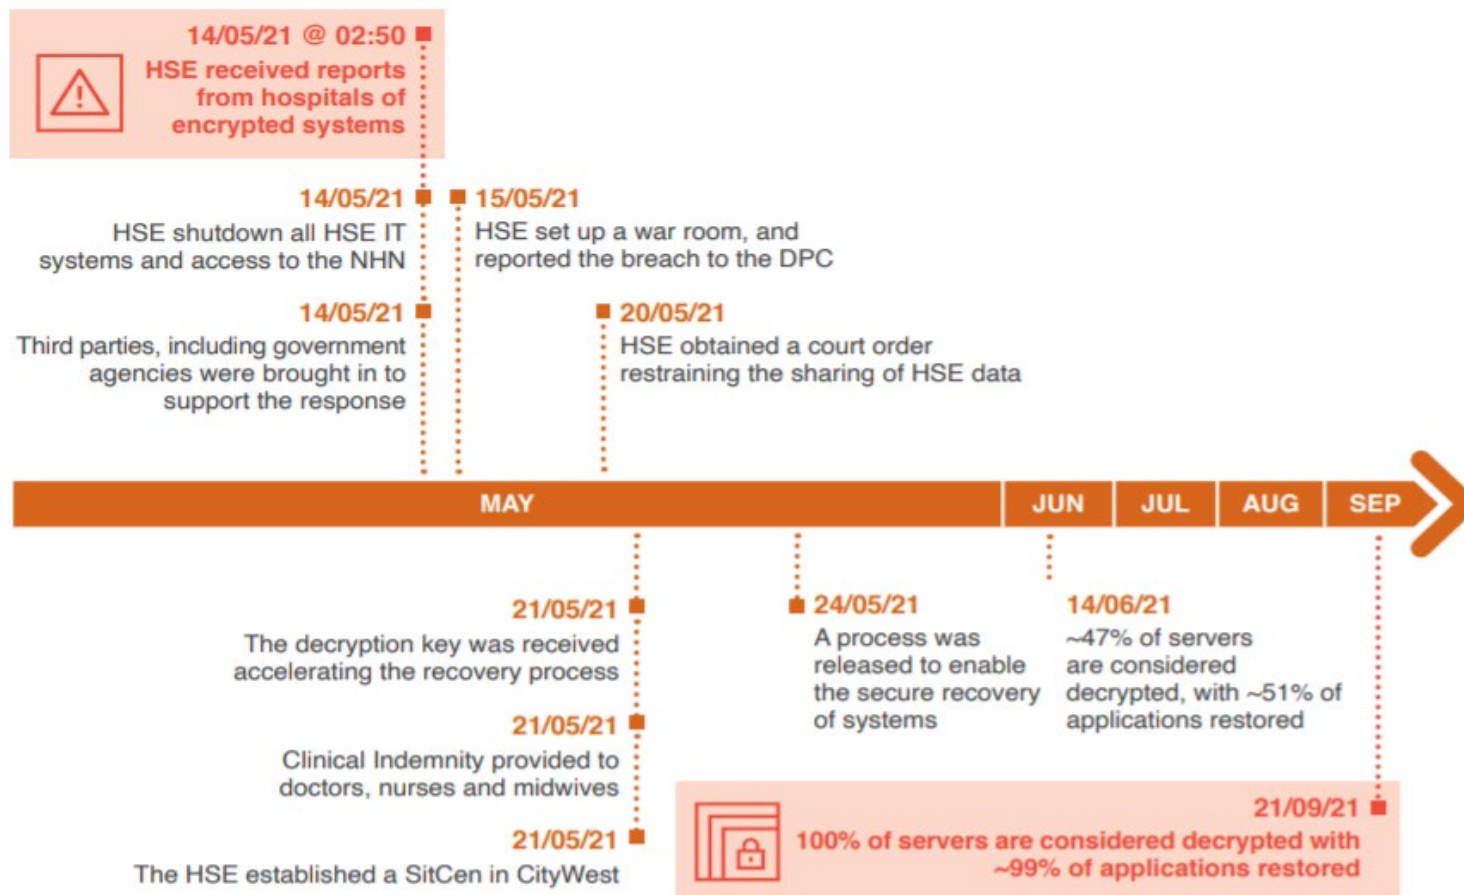 14/05/21 @ 02:50
HSE received reports
from hospitals of
encrypted systems
14/05/21
HSE shutdown all HSE IT
systems and access to the NHN
15/05/21
HSE set up a war room, and
reported the breach to the DPC
14/05/21
Third parties, including government
agencies were brought in to
support the response
20/05/21
HSE obtained a court order
restraining the sharing of HSE data
MAY
JUN
JUL
AUG
SEP
21/05/21
The decryption key was received
accelerating the recovery process
21/05/21
Clinical Indemnity provided to
doctors, nurses and midwives
21/05/21
The HSE established a SitCen in CityWest
24/05/21
A process was
released to enable
the secure recovery
of systems
14/06/21
~47% of servers
are considered
decrypted, with ~51% of
applications restored
21/09/21
100% of servers are considered decrypted with
~99% of applications restored